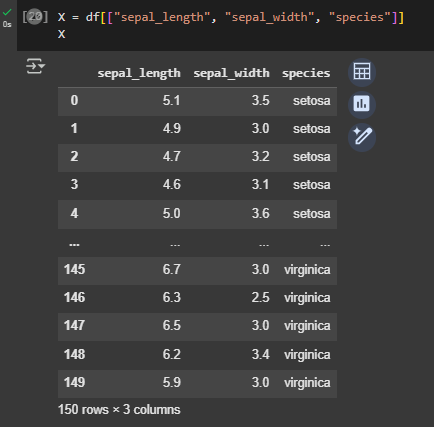 [20] X = df[["sepal_length", "sepal_width", "species"]]
0s X
sepal_length sepal_width species
0 5.1 3.5 setosa
1 4.9 3.0 setosa
2 4.7 3.2 setosa
3 4.6 3.1 setosa
4 5.0 3.6 setosa
... ... ... ...
145 6.7 3.0 virginica
146 6.3 2.5 virginica
147 6.5 3.0 virginica
148 6.2 3.4 virginica
149 5.9 3.0 virginica
150 rows × 3 columns